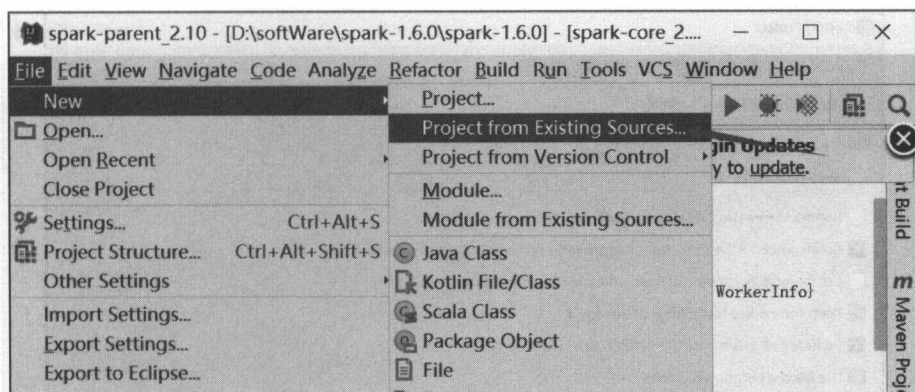 spark-parent_2.10 - [D:\softWare\spark-1.6.0\spark-1.6.0] - [spark-core_2....
File Edit View Navigate Code Analyze Refactor Build Run Tools VCS Window Help
New
Open...
Open Recent
Close Project
Settings... Ctrl+Alt+S
Project Structure... Ctrl+Alt+Shift+S
Other Settings
Import Settings...
Export Settings...
Export to Eclipse...
Project...
Project from Existing Sources...
Project from Version Control
Module...
Module from Existing Sources...
Java Class
Kotlin File/Class
Scala Class
Package Object
File
gin Updates
y to update.
WorkerInfo}
t Build
Maven Proj